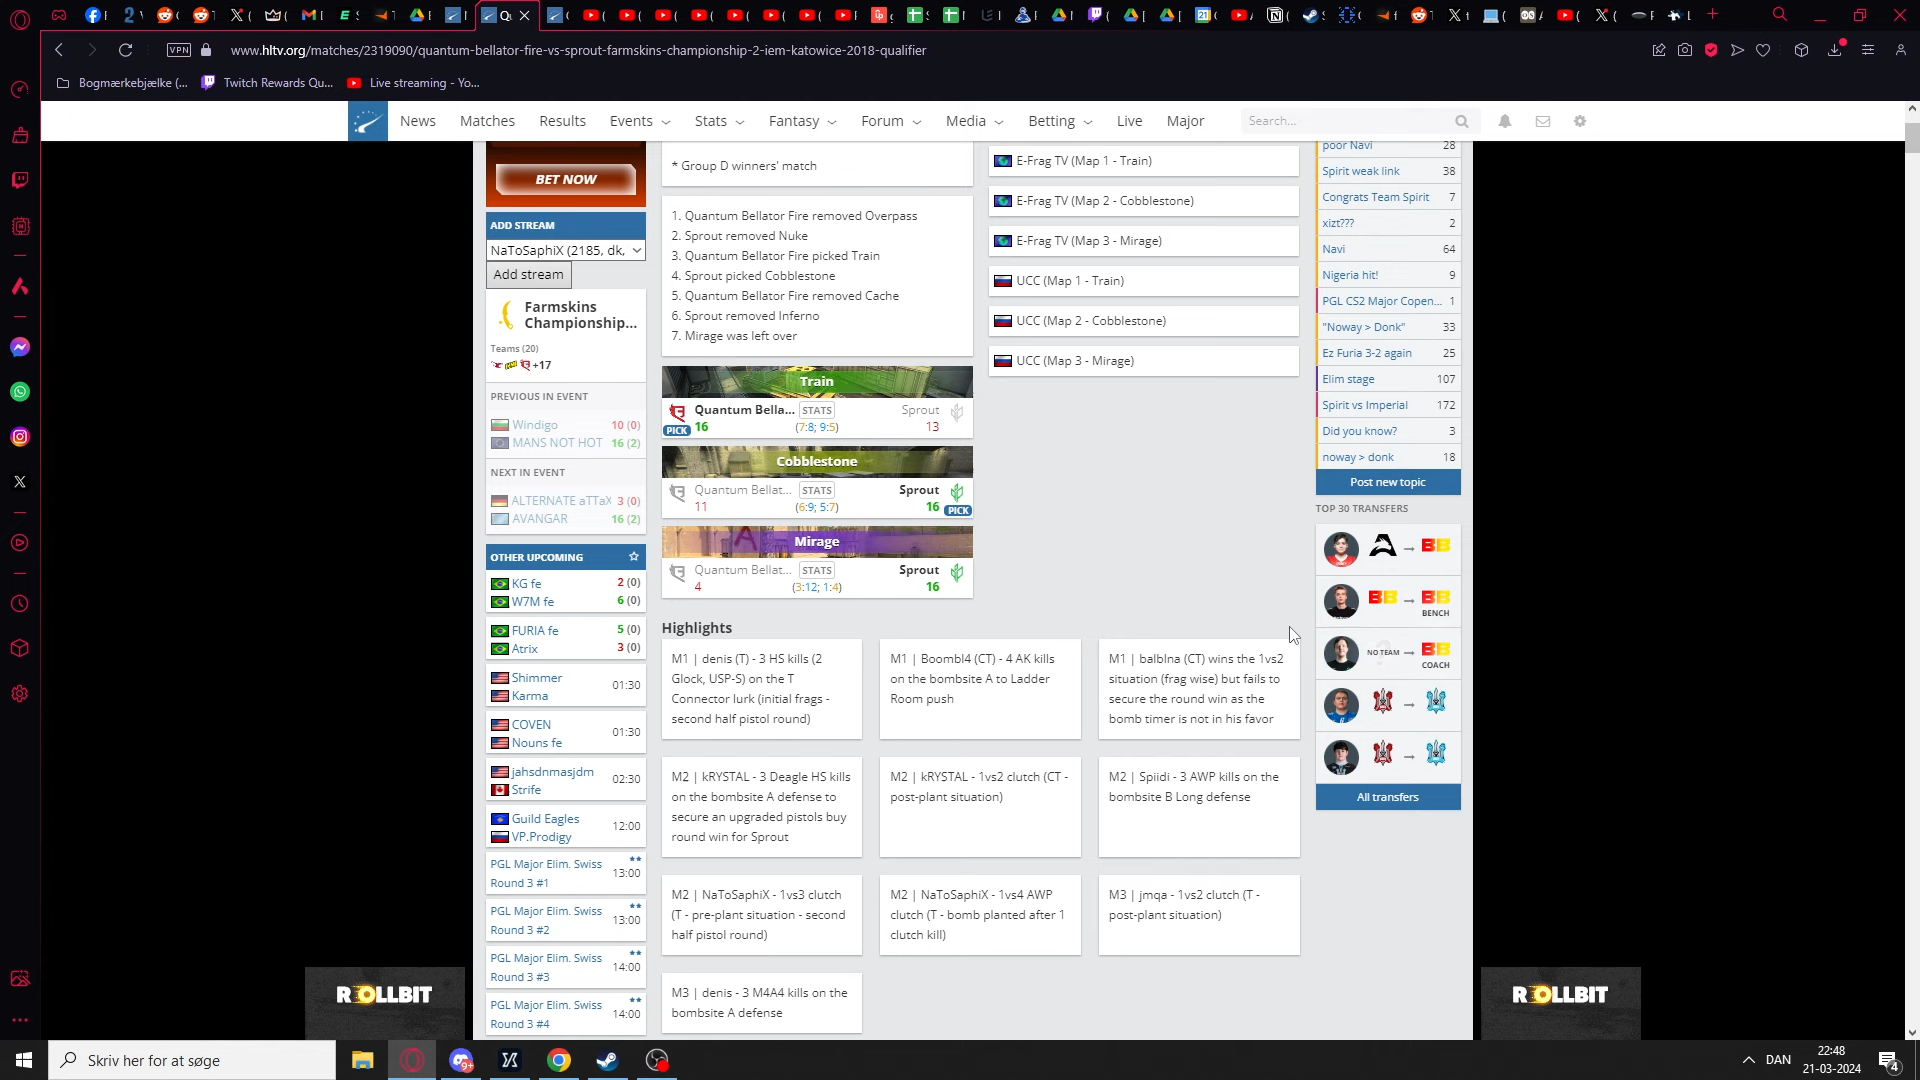 www.hltv.org/matches/2319090/quantum-bellator-fire-vs-sprout-farmskins-championship-2-iem-katowice-2018-qualifier
VPN
Bogmærkebjælke (...
Twitch Rewards Qu...
Live streaming - Yo...
News
Matches
Results
Events
Stats
Fantasy
Forum
Media
Betting
Live
Major
Search...
BET NOW
ADD STREAM
NaToSaphiX (2185, dk,
Add stream
Farmskins
Championship...
Teams (20)
+17
PREVIOUS IN EVENT
Windigo 10 (0)
MANS NOT HOT 16 (2)
NEXT IN EVENT
ALTERNATE aTTaX 3 (0)
AVANGAR 16 (2)
OTHER UPCOMING
KG fe 2 (0)
W7M fe 6 (0)
FURIA fe 5 (0)
Atrix 3 (0)
Shimmer
Karma
01:30
COVEN
Nouns fe
01:30
jahsdnmasjdm
Strife
02:30
Guild Eagles
VP.Prodigy
12:00
PGL Major Elim. Swiss
Round 3 #1
13:00
PGL Major Elim. Swiss
Round 3 #2
13:00
PGL Major Elim. Swiss
Round 3 #3
14:00
PGL Major Elim. Swiss
Round 3 #4
14:00
* Group D winners' match
1. Quantum Bellator Fire removed Overpass
2. Sprout removed Nuke
3. Quantum Bellator Fire picked Train
4. Sprout picked Cobblestone
5. Quantum Bellator Fire removed Cache
6. Sprout removed Inferno
7. Mirage was left over
Train
Quantum Bella... STATS Sprout
PICK 16 (7:8; 9:5) 13
Cobblestone
Quantum Bellat... STATS Sprout
11 (6:9; 5:7) 16 PICK
Mirage
Quantum Bellat... STATS Sprout
4 (3:12; 1:4) 16
E-Frag TV (Map 1 - Train)
E-Frag TV (Map 2 - Cobblestone)
E-Frag TV (Map 3 - Mirage)
UCC (Map 1 - Train)
UCC (Map 2 - Cobblestone)
UCC (Map 3 - Mirage)
Highlights
M1 | denis (T) - 3 HS kills (2
Glock, USP-S) on the T
Connector lurk (initial frags -
second half pistol round)
M1 | Boombl4 (CT) - 4 AK kills
on the bombsite A to Ladder
Room push
M1 | balblna (CT) wins the 1vs2
situation (frag wise) but fails to
secure the round win as the
bomb timer is not in his favor
M2 | kRYSTAL - 3 Deagle HS kills
on the bombsite A defense to
secure an upgraded pistols buy
round win for Sprout
M2 | kRYSTAL - 1vs2 clutch (CT -
post-plant situation)
M2 | Spiidi - 3 AWP kills on the
bombsite B Long defense
M2 | NaToSaphiX - 1vs3 clutch
(T - pre-plant situation - second
half pistol round)
M2 | NaToSaphiX - 1vs4 AWP
clutch (T - bomb planted after 1
clutch kill)
M3 | jmqa - 1vs2 clutch (T -
post-plant situation)
M3 | denis - 3 M4A4 kills on the
bombsite A defense
poor Navi 28
Spirit weak link 38
Congrats Team Spirit 7
xizt??? 2
Navi 64
Nigeria hit! 9
PGL CS2 Major Copen... 1
"Noway > Donk" 33
Ez Furia 3-2 again 25
Elim stage 107
Spirit vs Imperial 172
Did you know? 3
noway > donk 18
Post new topic
TOP 30 TRANSFERS
BB
BB BB
BENCH
NO TEAM BB
COACH
All transfers
ROLLBIT
ROLLBIT
Skriv her for at søge
9+
DAN
22:48
21-03-2024
4